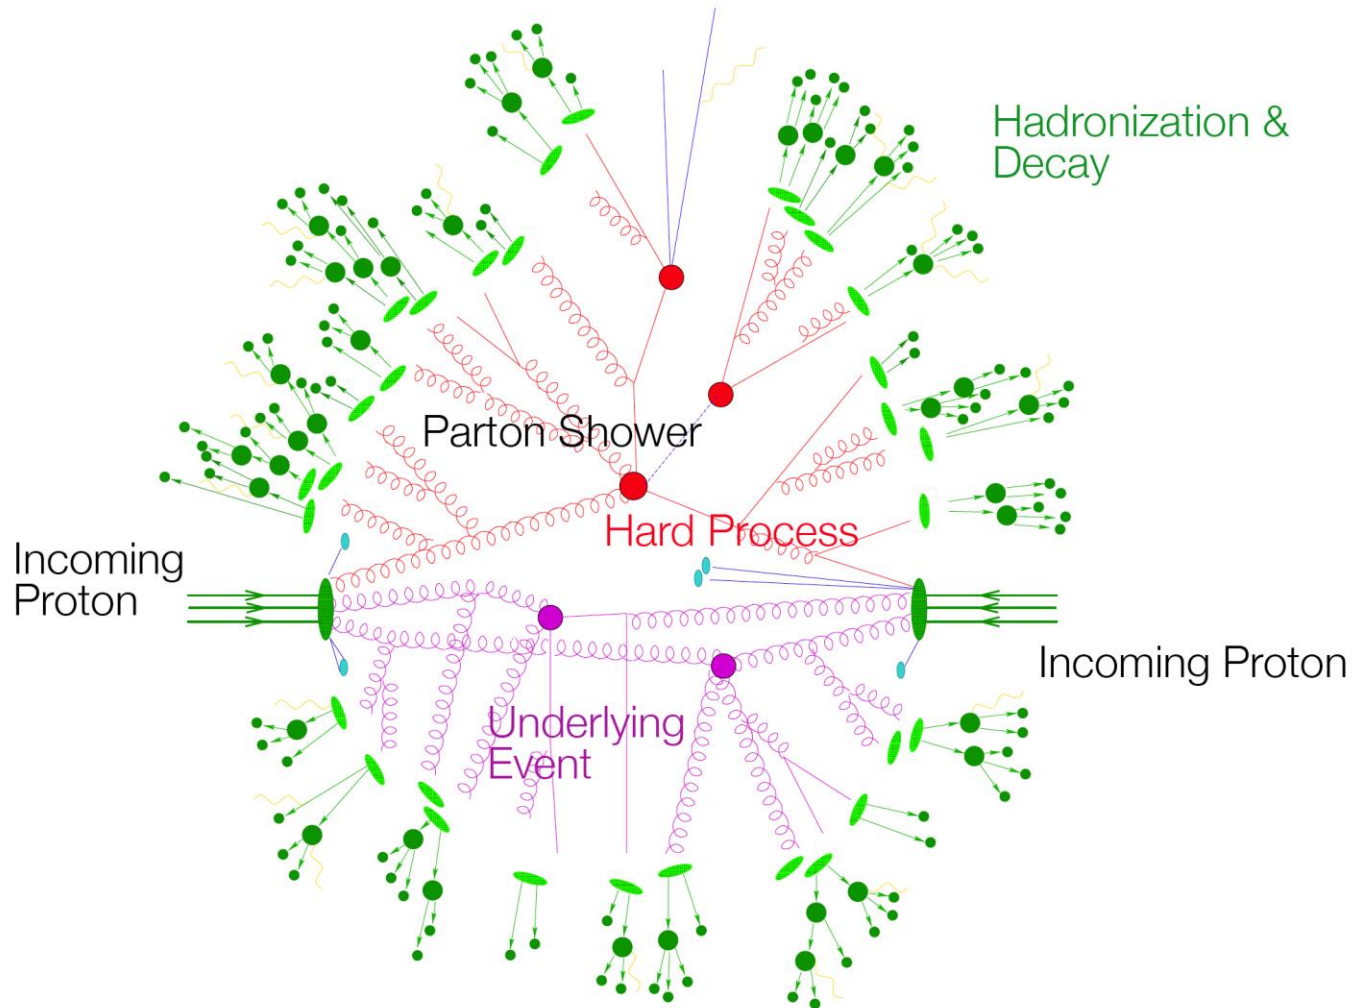 Hadronization &
Decay
Parton Shower
Hard Process
Incoming
Proton
Incoming Proton
Underlying
Event